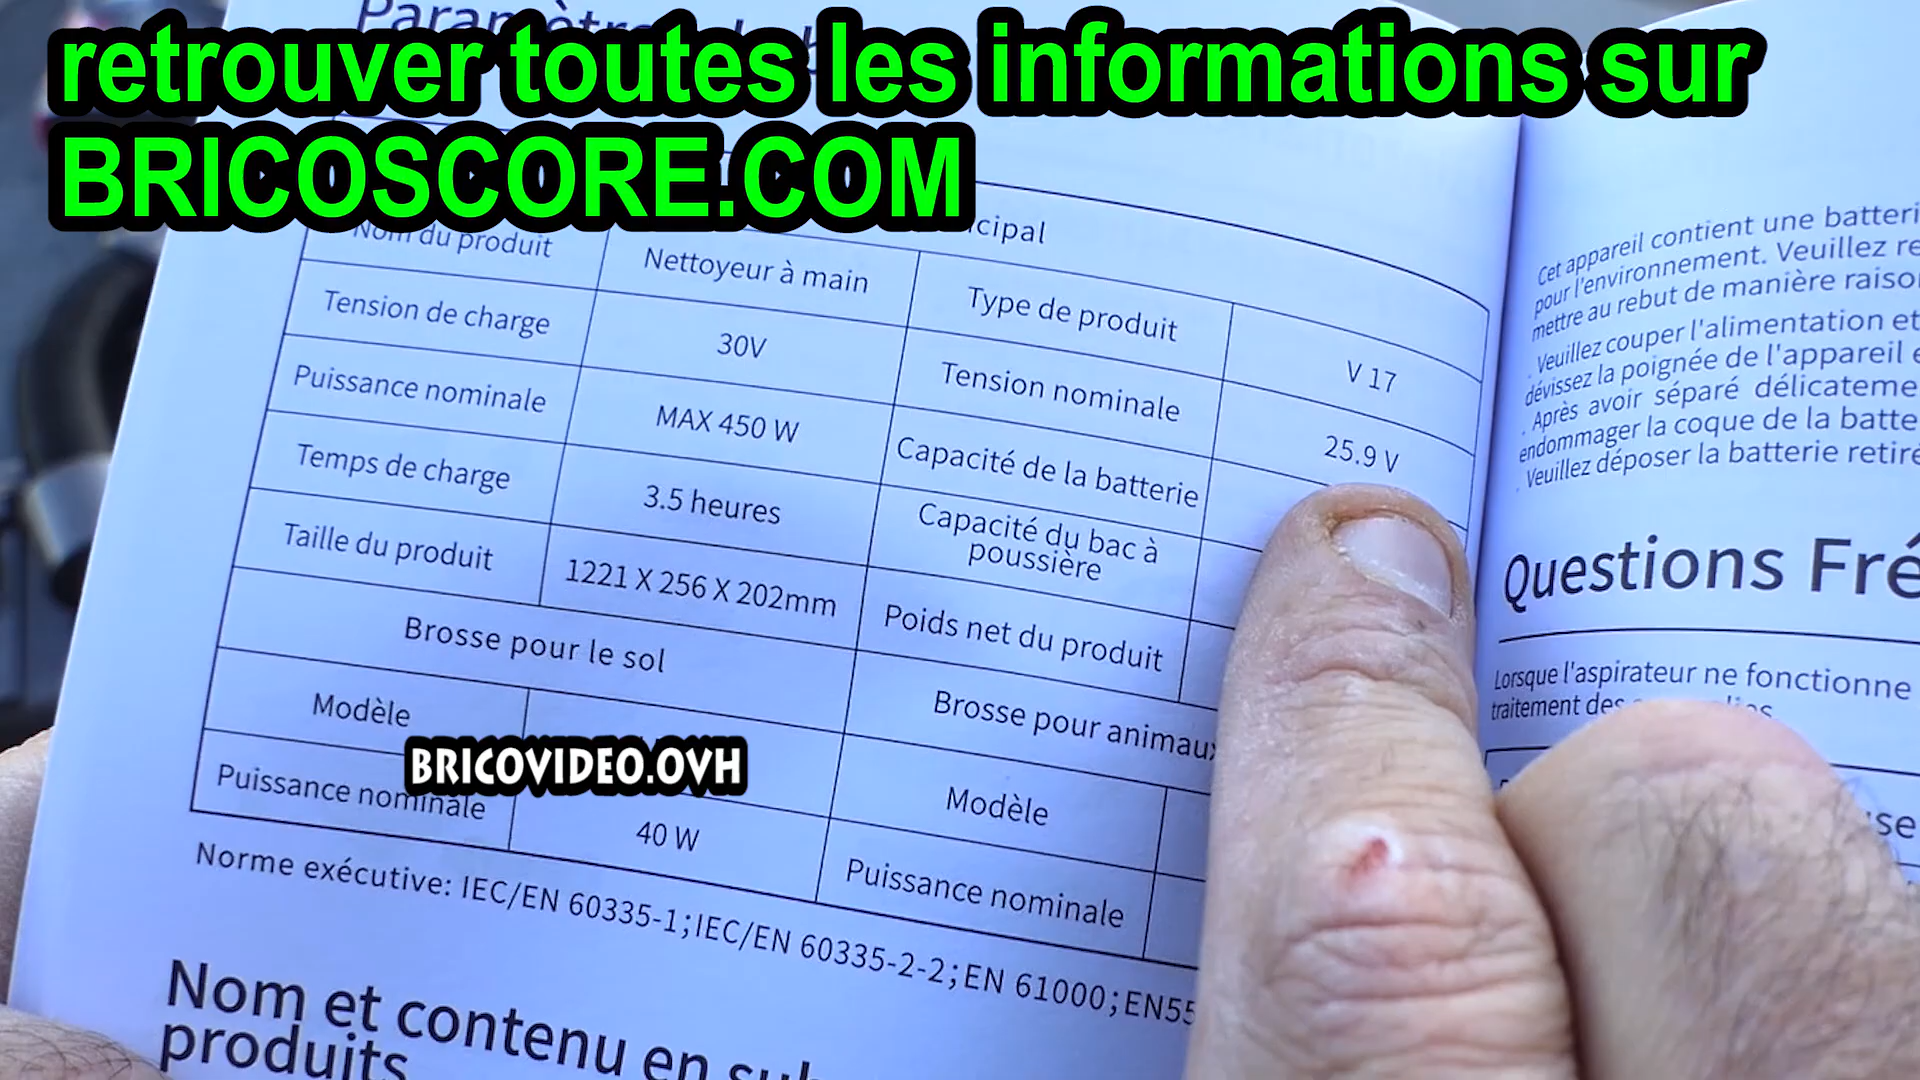 retrouver toutes les informations sur
BRICOSCORE.COM
cipal
Nom du produit
Nettoyeur à main
Type de produit
V 17
Tension de charge
30V
Tension nominale
25.9 V
Puissance nominale
MAX 450 W
Capacité de la batterie
Temps de charge
3.5 heures
Capacité du bac à
poussière
Taille du produit
1221 X 256 X 202mm
Poids net du produit
Brosse pour le sol
Brosse pour animaux
Modèle
Modèle
BRICOVIDEO.OVH
Puissance nominale
40 W
Puissance nominale
Norme exécutive: IEC/EN 60335-1;IEC/EN 60335-2-2;EN 61000;EN55
Nom et contenu en
produits
Cet appareil contient une batteri
pour l'environnement. Veuillez re
mettre au rebut de manière raiso
. Veuillez couper l'alimentation et
dévissez la poignée de l'appareil e
. Après avoir séparé délicateme
endommager la coque de la batte
. Veuillez déposer la batterie retire
Questions Fré
Lorsque l'aspirateur ne fonctionne
traitement des